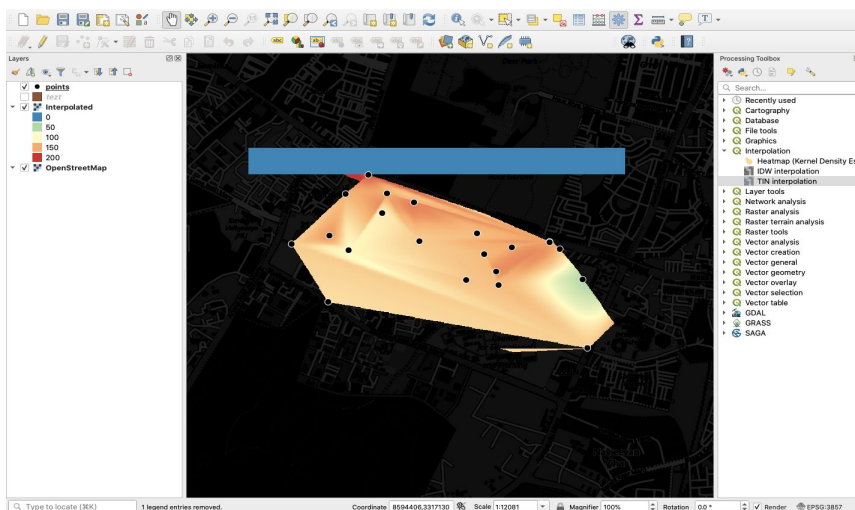 Layers
points
text
Interpolated
0
50
100
150
200
OpenStreetMap
Deer Park
Processing Toolbox
Search...
Recently used
Cartography
Database
File tools
Graphics
Interpolation
Heatmap (Kernel Density Es
IDW interpolation
TIN interpolation
Layer tools
Network analysis
Raster analysis
Raster terrain analysis
Raster tools
Vector analysis
Vector creation
Vector general
Vector geometry
Vector overlay
Vector selection
Vector table
GDAL
GRASS
SAGA
Type to locate (⌘K)
1 legend entries removed.
Coordinate 8594406,3317130
Scale 1:12081
Magnifier 100%
Rotation 0.0 °
Render
EPSG:3857